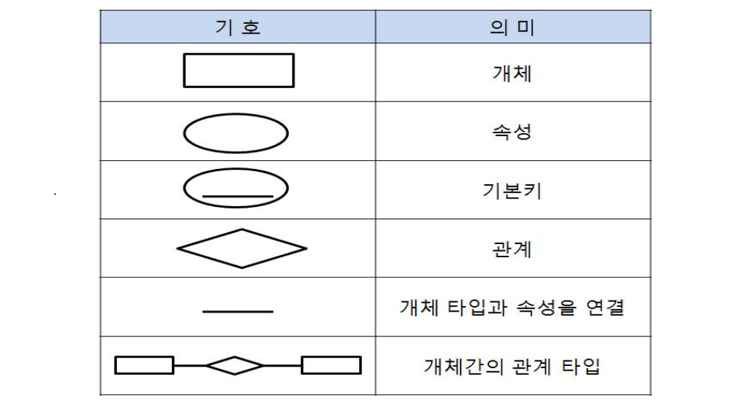 기 호 의 미
개체
속성
기본키
관계
개체 타입과 속성을 연결
개체간의 관계 타입